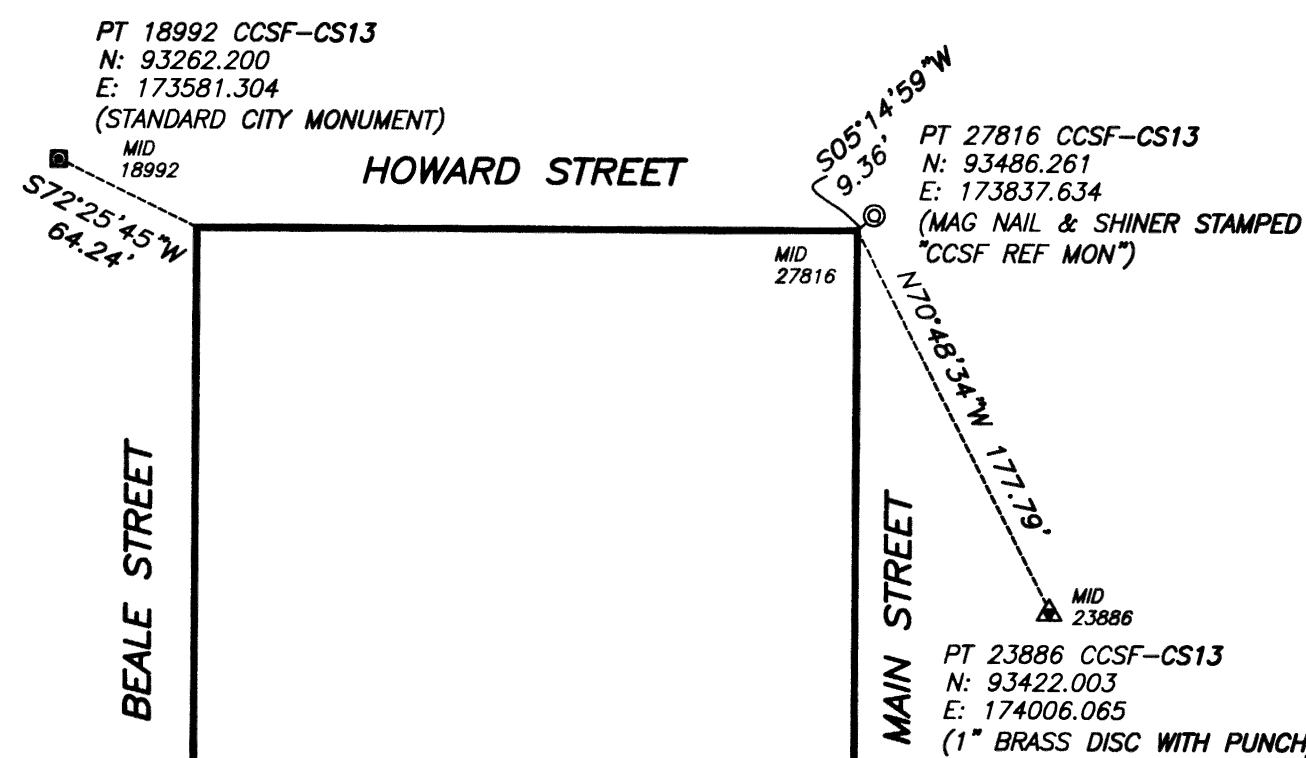 PT 18992 CCSF-CS13
N: 93262.200
E: 173581.304
(STANDARD CITY MONUMENT)
MID
18992
S72°25'45"W
64.24'
HOWARD STREET
S05°14'59"W
9.36'
PT 27816 CCSF-CS13
N: 93486.261
E: 173837.634
(MAG NAIL & SHINER STAMPED
"CCSF REF MON")
MID
27816
N70°48'34"W 177.79'
BEALE STREET
MAIN STREET
MID
23886
PT 23886 CCSF-CS13
N: 93422.003
E: 174006.065
(1" BRASS DISC WITH PUNCH,